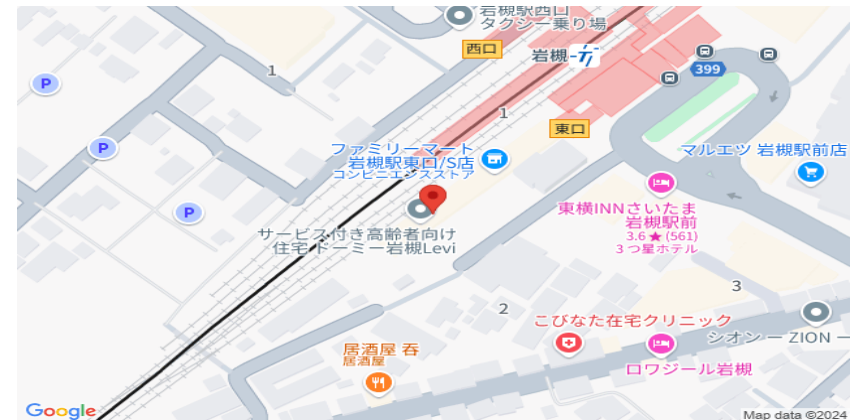 岩槻駅西口
タクシー乗り場
西口
岩槻
399
1
1
P
東口
P
ファミリーマート
岩槻駅東口/S店
コンビニエンスストア
マルエツ 岩槻駅前店
P
東横INNさいたま
岩槻駅前
3.6 ★ (561)
3 つ星ホテル
サービス付き高齢者向け
住宅 ドーミー岩槻Levi
3
2
こびなた在宅クリニック
シオン ー ZION ー
居酒屋 呑
居酒屋
ロワジール岩槻
Google
Map data ©2024